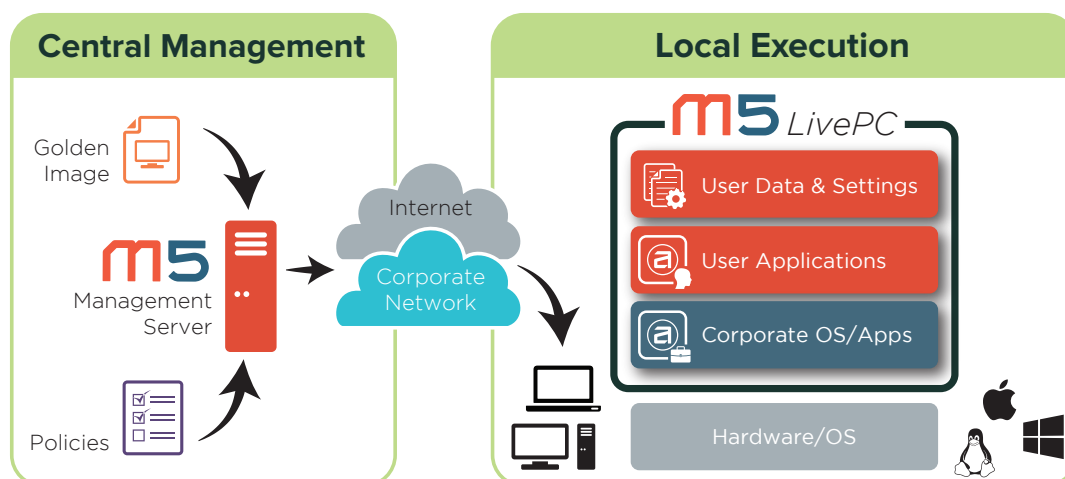 Central Management
Golden
Image
m5
Management
Server
Policies
Internet
Corporate
Network
Local Execution
m5 LivePC
User Data & Settings
a
User Applications
a
Corporate OS/Apps
Hardware/OS